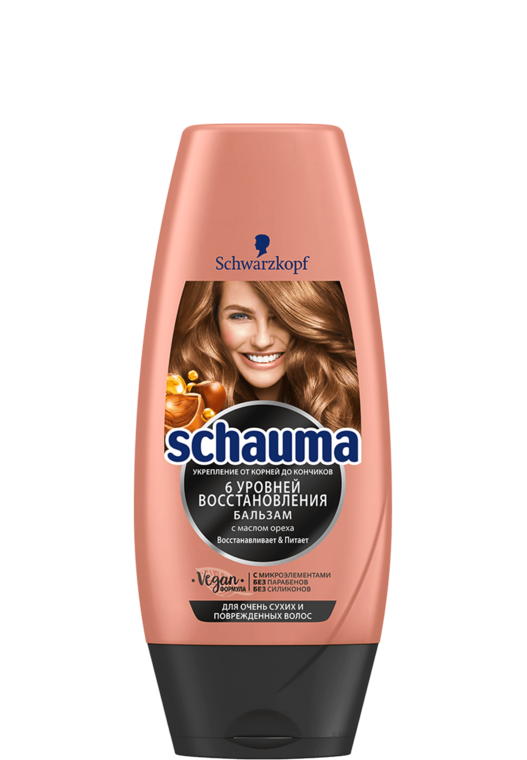 Schwarzkopf
schauma
УКРЕПЛЕНИЕ ОТ КОРНЕЙ ДО КОНЧИКОВ
6 УРОВНЕЙ
ВОССТАНОВЛЕНИЯ
БАЛЬЗАМ
с маслом ореха
Восстанавливает & Питает
Vegan
ФОРМУЛА
С МИКРОЭЛЕМЕНТАМИ
БЕЗ ПАРАБЕНОВ
БЕЗ СИЛИКОНОВ
ДЛЯ ОЧЕНЬ СУХИХ И
ПОВРЕЖДЕННЫХ ВОЛОС